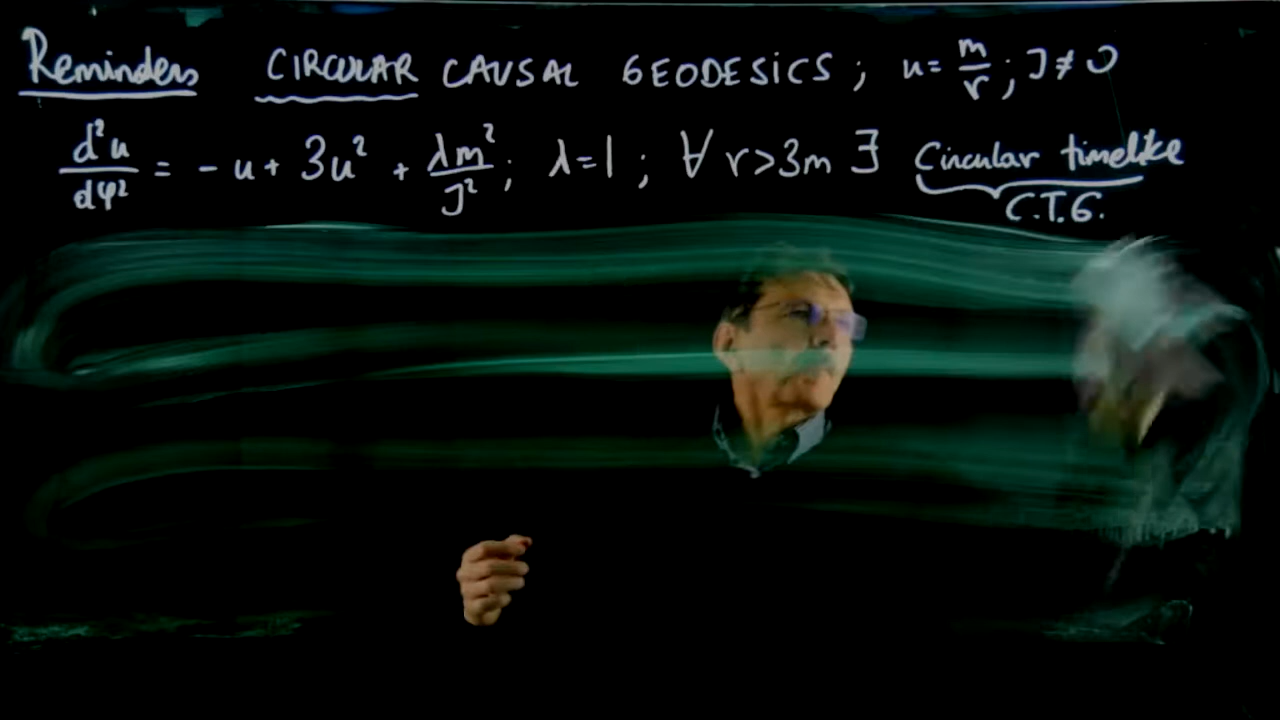 Reminders CIRCULAR CAUSAL GEODESICS ; u = m/r ; J ≠ 0
d²u/dφ² = - u + 3u² + λm²/J² ; λ=1 ; ∀ r>3m ∃ Circular timelike
C.T.G.